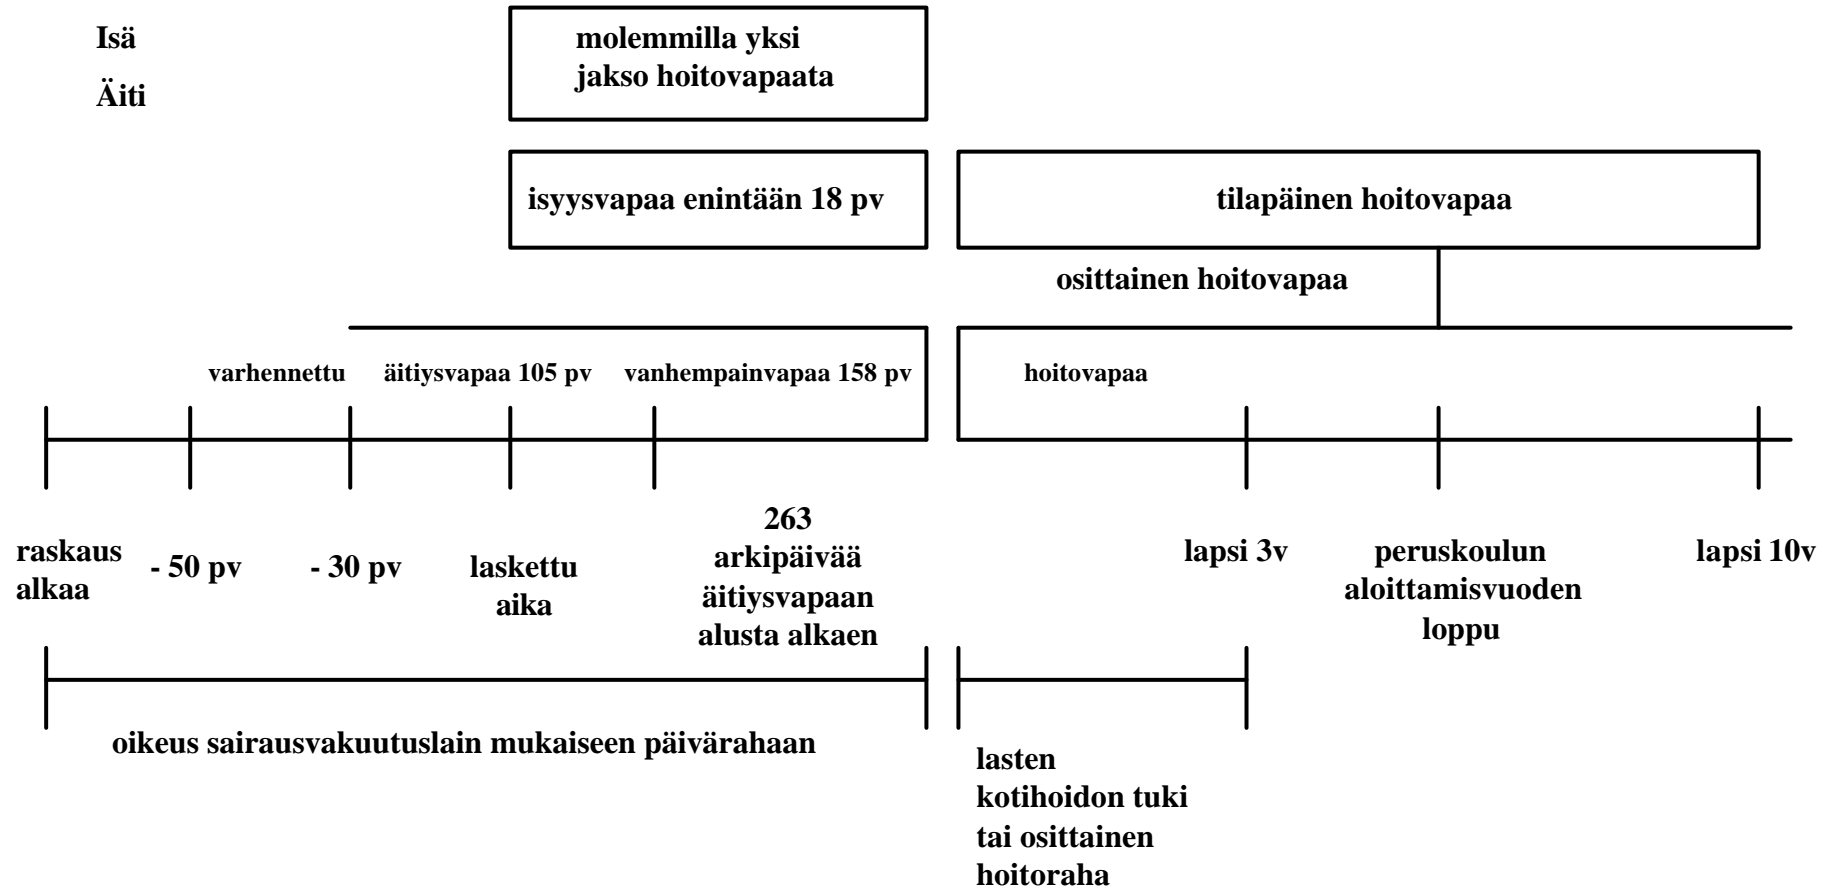 Isä
Äiti
molemmilla yksi
jakso hoitovapaata
isyysvapaa enintään 18 pv
tilapäinen hoitovapaa
osittainen hoitovapaa
varhennettu
äitiysvapaa 105 pv
vanhempainvapaa 158 pv
hoitovapaa
raskaus
alkaa
- 50 pv
- 30 pv
laskettu
aika
263
arkipäivää
äitiysvapaan
alusta alkaen
lapsi 3v
peruskoulun
aloittamisvuoden
loppu
lapsi 10v
oikeus sairausvakuutuslain mukaiseen päivärahaan
lasten
kotihoidon tuki
tai osittainen
hoitoraha